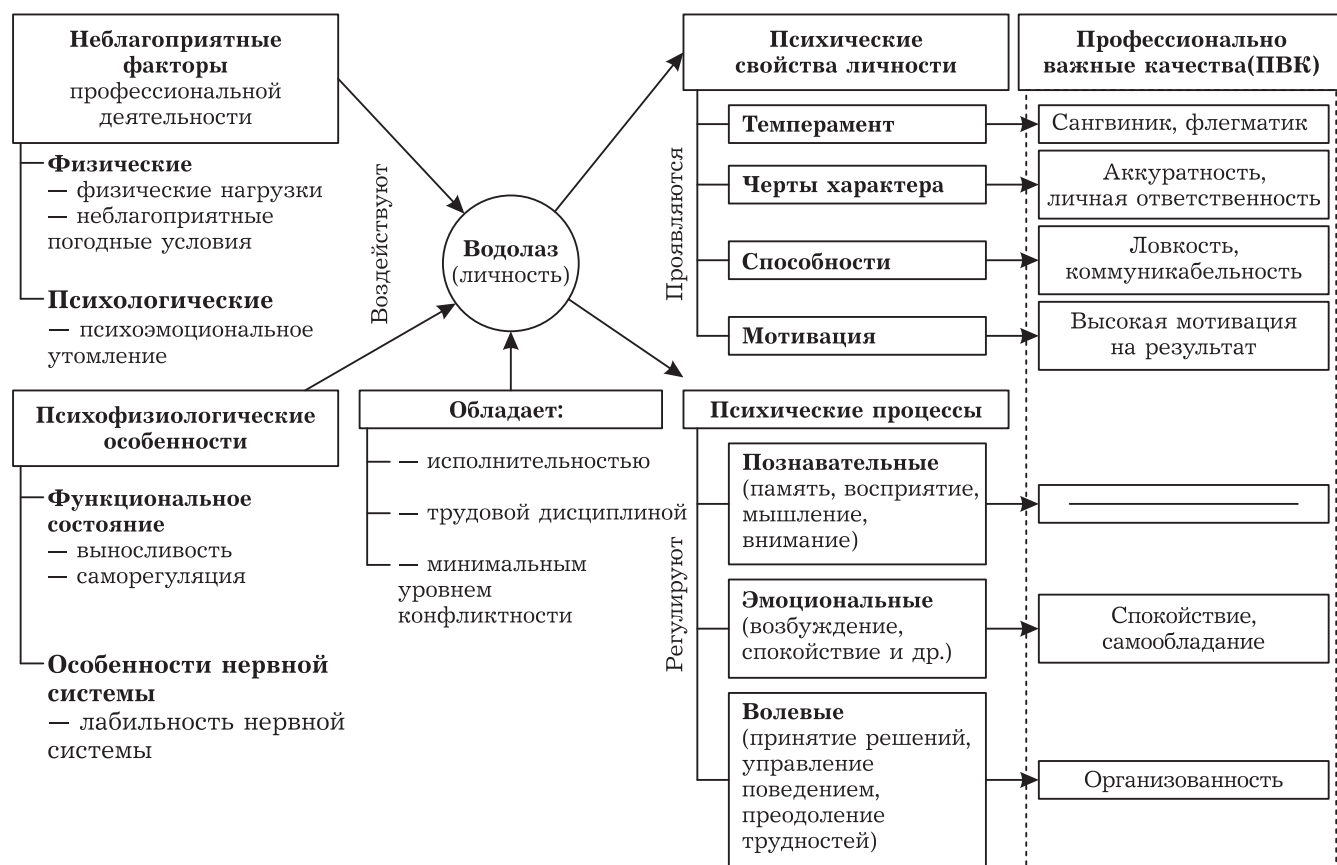 Неблагоприятные
факторы
профессиональной
деятельности
Физические
— физические нагрузки
— неблагоприятные
погодные условия
Психологические
— психоэмоциональное
утомление
Психофизиологические
особенности
Функциональное
состояние
— выносливость
— саморегуляция
Особенности нервной
системы
— лабильность нервной
системы
Воздействуют
Водолаз
(личность)
Обладает:
— исполнительностью
— трудовой дисциплиной
— минимальным
уровнем
конфликтности
Психические
свойства личности
Проявляются
Темперамент
Черты характера
Способности
Мотивация
Психические процессы
Регулируют
Познавательные
(память, восприятие,
мышление,
внимание)
Эмоциональные
(возбуждение,
спокойствие и др.)
Волевые
(принятие решений,
управление
поведением,
преодоление
трудностей)
Профессионально
важные качества(ПВК)
Сангвиник, флегматик
Аккуратность,
личная ответственность
Ловкость,
коммуникабельность
Высокая мотивация
на результат
Спокойствие,
самообладание
Организованность